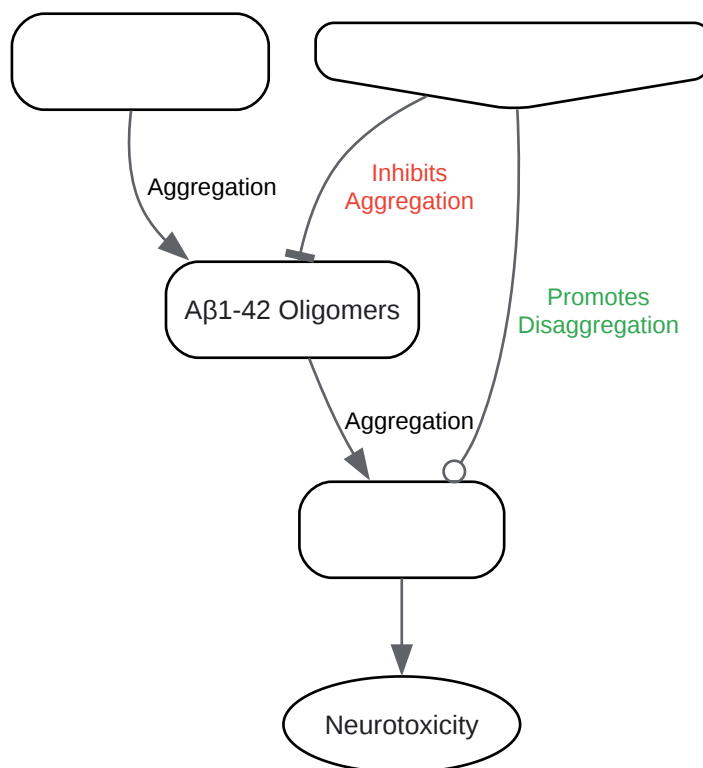 Aggregation
Inhibits
Aggregation
Aβ1-42 Oligomers
Promotes
Disaggregation
Aggregation
Neurotoxicity